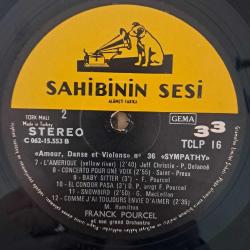 SAHİBİNİN SESİ
ALÂMETİ FARİKA
TÜRK MALI
Made in Turkey
2
STEREO
C 062-15.553 B
GEMA
33
TCLP 16
«Amour, Danse et Violons» n° 36 «SYMPATHY»
7- L'AMERIQUE (yellow river) (2.40) Jeff Christie - P. Delanoë
8- CONCERTO POUR UNE VOIX (2'55) - Saint - Preux
9- BABY SITTER (3') - F. Pourcel
10- EL CONDOR PASA (2') D.P. arrgt F. Pourcel
11- SNOWBIRD (2'50) - G. Maclellan
12- COMME J'AI TOUJOURS ENVIE D'AIMER (2'35)
M. Hamilton
FRANCK POURCEL
et son grand Orchestre